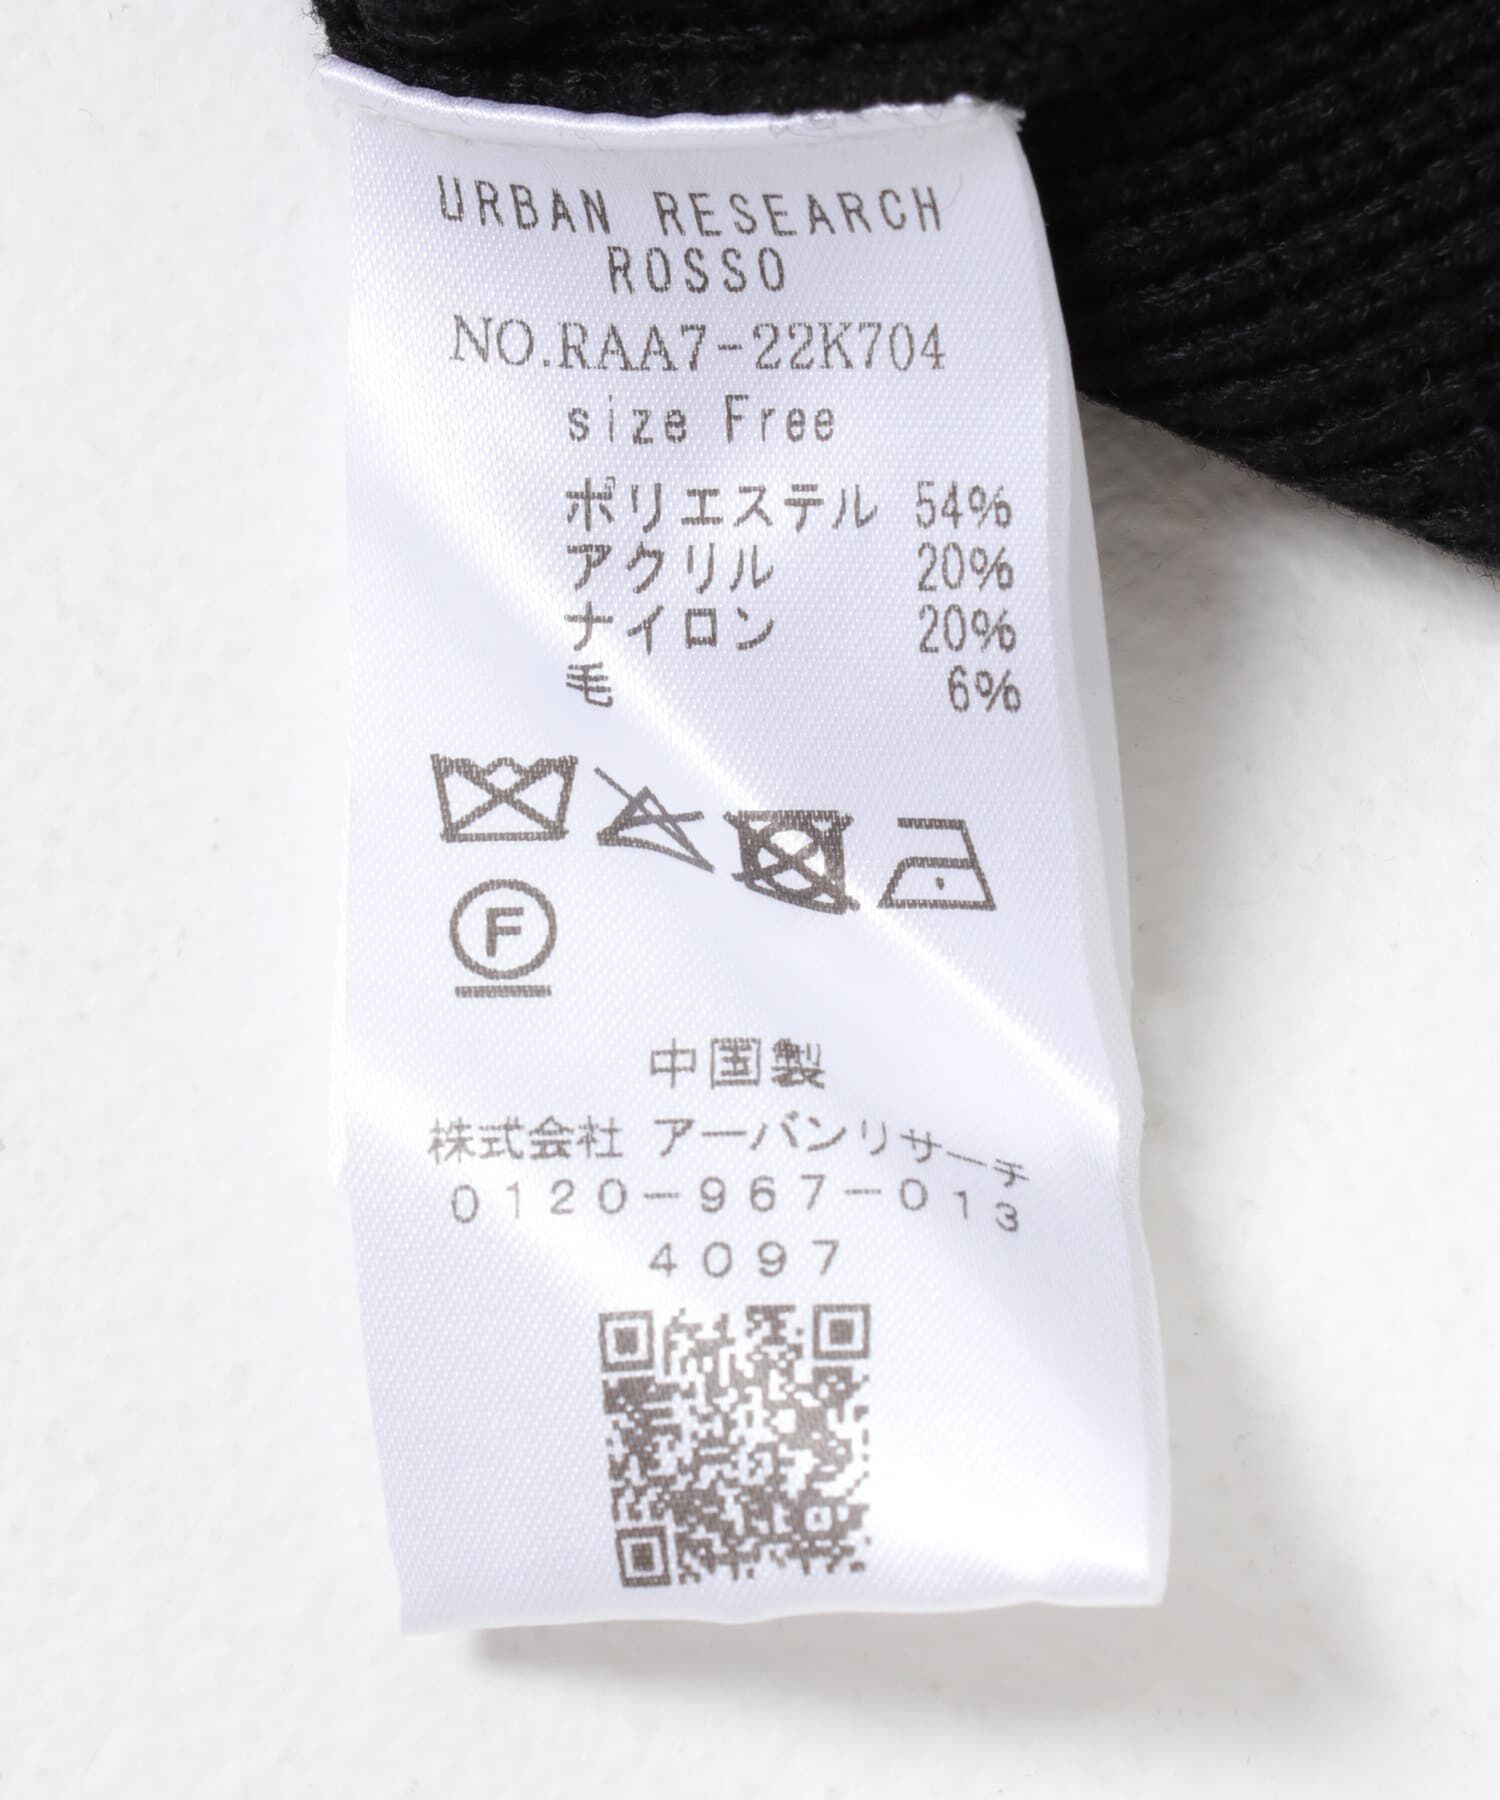 URBAN RESEARCH
ROSSO
NO.RAA7-22K704
size Free
ポリエステル 54%
アクリル 20%
ナイロン 20%
毛 6%
F
中国製
株式会社 アーバンリサーチ
0120-967-013
4097